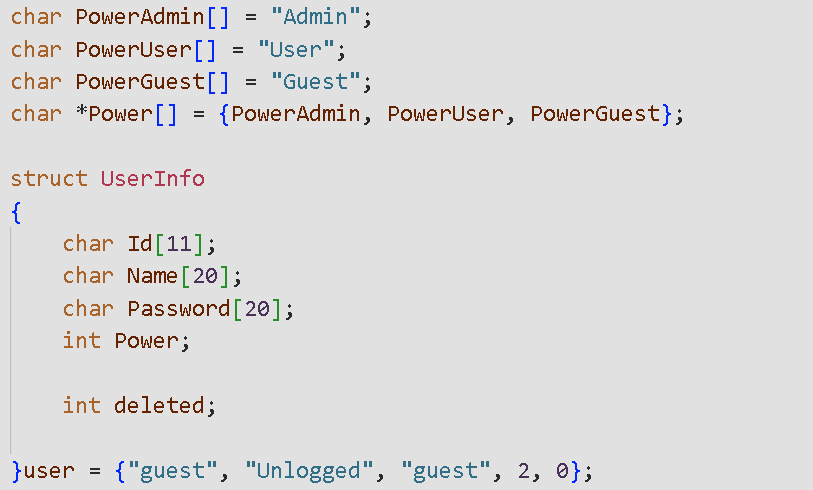 char PowerAdmin[] = "Admin";
char PowerUser[] = "User";
char PowerGuest[] = "Guest";
char *Power[] = {PowerAdmin, PowerUser, PowerGuest};
struct UserInfo
{
    char Id[11];
    char Name[20];
    char Password[20];
    int Power;
    int deleted;
}user = {"guest", "Unlogged", "guest", 2, 0};